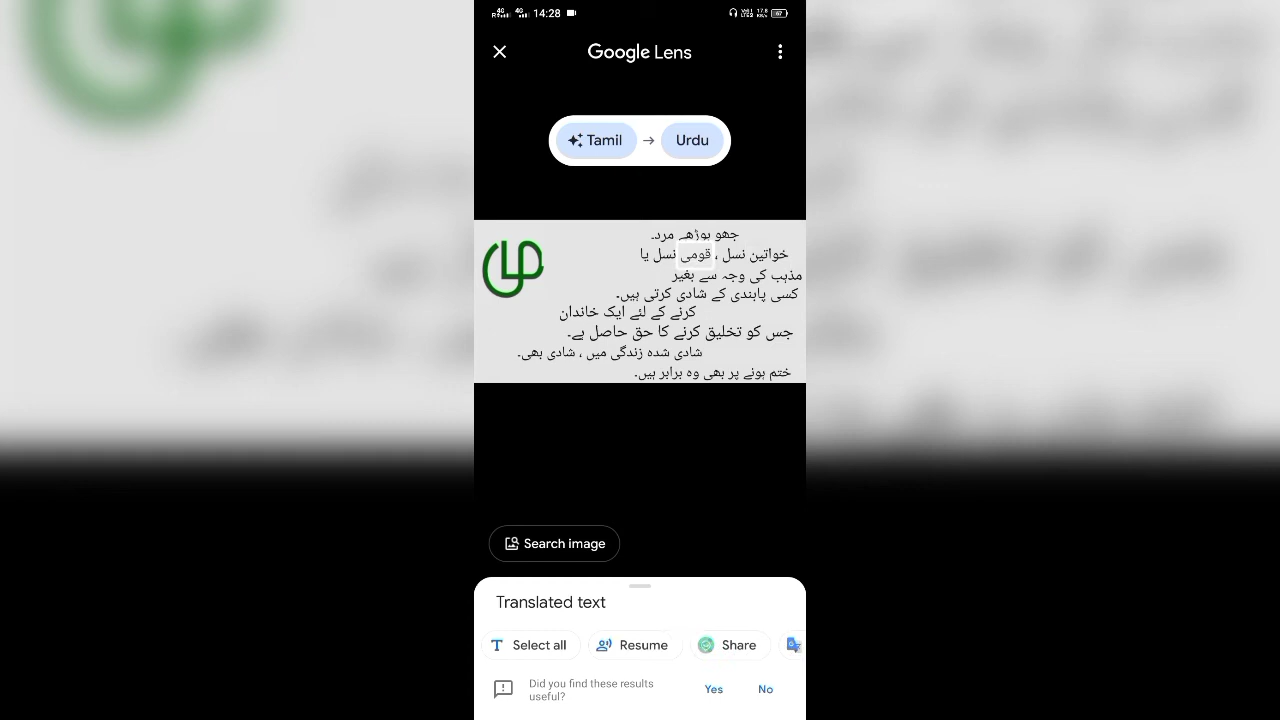 4G 4G 14:28 67
Google Lens
Tamil → Urdu
جھو بوڑھے مرد۔
خواتین نسل ، قومی نسل یا
مذہب کی وجہ سے بغیر
کسی پابندی کے شادی کرتی ہیں۔
کرنے کے لئے ایک خاندان
جس کو تخلیق کرنے کا حق حاصل ہے۔
شادی شدہ زندگی میں ، شادی بھی۔
ختم ہونے پر بھی وہ برابر ہیں۔
மு
Search image
Translated text
Select all Resume Share
Did you find these results
useful?
Yes No